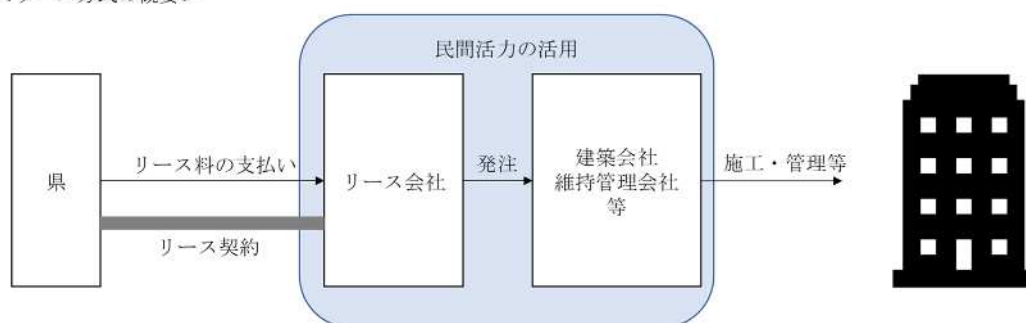 民間活力の活用
県
リース料の支払い
リース契約
リース会社
発注
建築会社
維持管理会社
等
施工・管理等